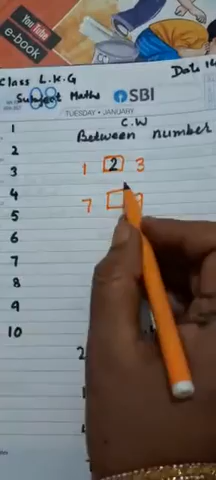 e-book
Class L.K.G
Date 14
Subject Maths
SBI
TUESDAY • JANUARY
C.W
Between number
1 2 3
7
1
2
3
4
5
6
7
8
9
10
2